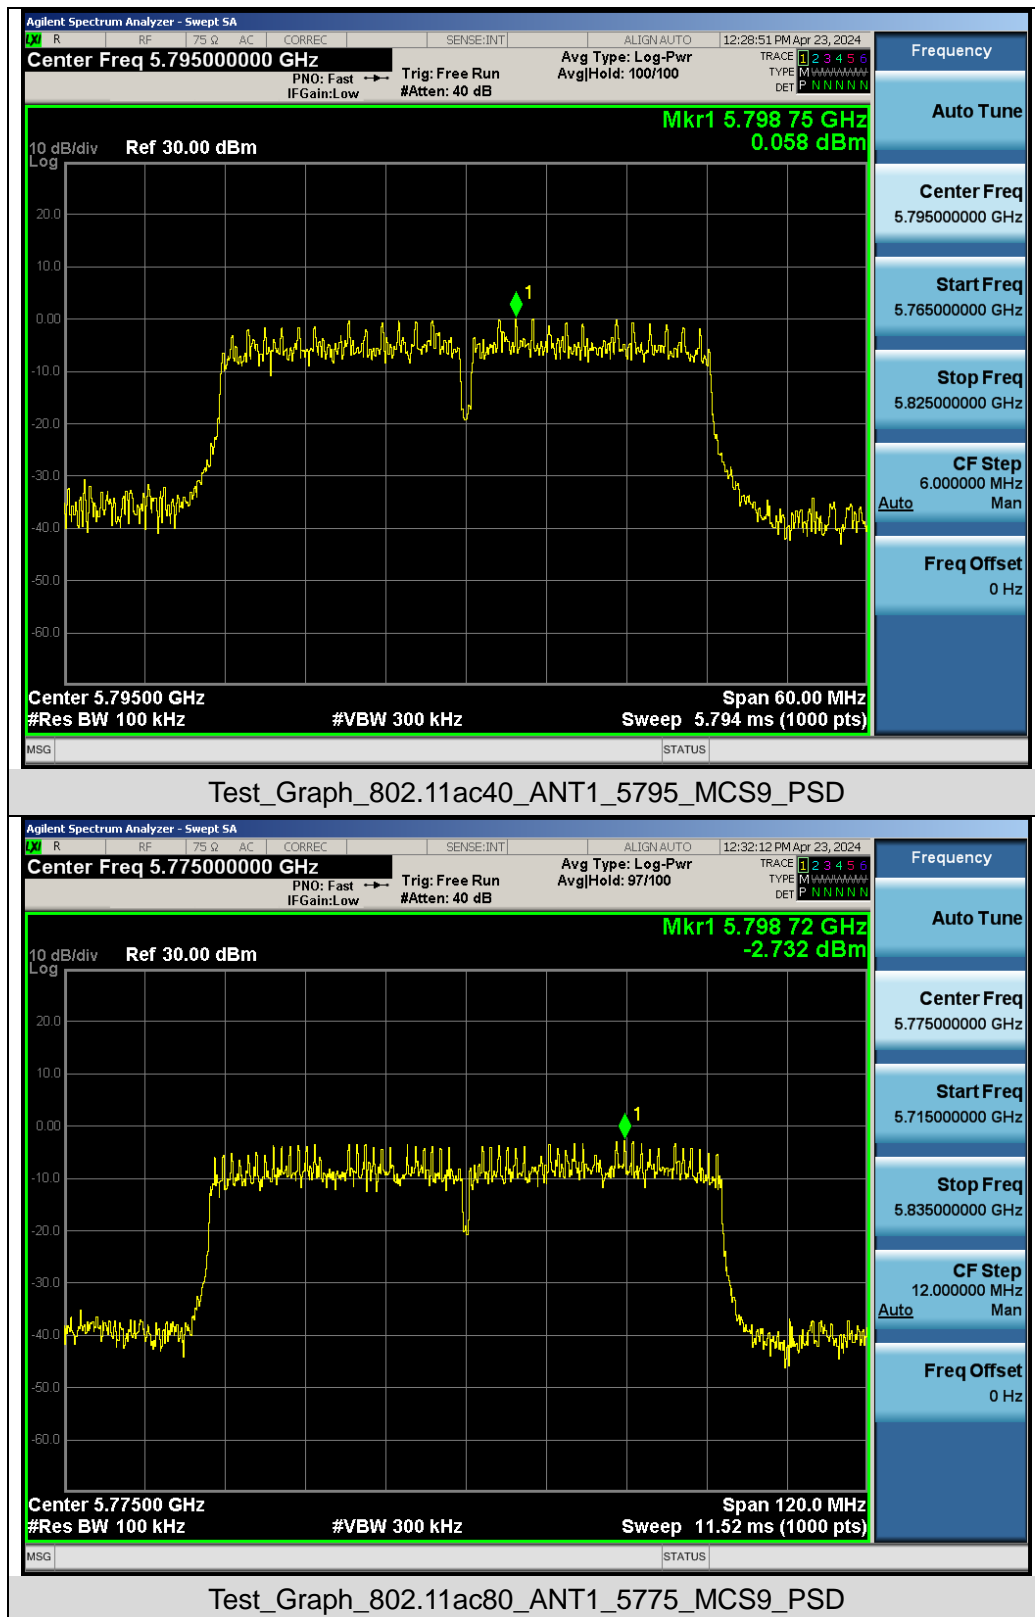 Agilent Spectrum Analyzer - Swept SA
LXI R RF 75 Ω AC CORREC SENSE:INT ALIGN AUTO 12:28:51 PM Apr 23, 2024
Center Freq 5.795000000 GHz
PNO: Fast
IFGain:Low
Trig: Free Run
#Atten: 40 dB
Avg Type: Log-Pwr
Avg|Hold: 100/100
TRACE 1 2 3 4 5 6
TYPE M
DET P N N N N N
Mkr1 5.798 75 GHz
0.058 dBm
10 dB/div Ref 30.00 dBm
Log
20.0
10.0
0.00
-10.0
-20.0
-30.0
-40.0
-50.0
-60.0
1
Center 5.79500 GHz Span 60.00 MHz
#Res BW 100 kHz #VBW 300 kHz Sweep 5.794 ms (1000 pts)
MSG STATUS
Frequency
Auto Tune
Center Freq
5.795000000 GHz
Start Freq
5.765000000 GHz
Stop Freq
5.825000000 GHz
CF Step
6.000000 MHz
Auto Man
Freq Offset
0 Hz
Test_Graph_802.11ac40_ANT1_5795_MCS9_PSD
Agilent Spectrum Analyzer - Swept SA
LXI R RF 75 Ω AC CORREC SENSE:INT ALIGN AUTO 12:32:12 PM Apr 23, 2024
Center Freq 5.775000000 GHz
PNO: Fast
IFGain:Low
Trig: Free Run
#Atten: 40 dB
Avg Type: Log-Pwr
Avg|Hold: 97/100
TRACE 1 2 3 4 5 6
TYPE M
DET P N N N N N
Mkr1 5.798 72 GHz
-2.732 dBm
10 dB/div Ref 30.00 dBm
Log
20.0
10.0
0.00
-10.0
-20.0
-30.0
-40.0
-50.0
-60.0
1
Center 5.77500 GHz Span 120.0 MHz
#Res BW 100 kHz #VBW 300 kHz Sweep 11.52 ms (1000 pts)
MSG STATUS
Frequency
Auto Tune
Center Freq
5.775000000 GHz
Start Freq
5.715000000 GHz
Stop Freq
5.835000000 GHz
CF Step
12.000000 MHz
Auto Man
Freq Offset
0 Hz
Test_Graph_802.11ac80_ANT1_5775_MCS9_PSD